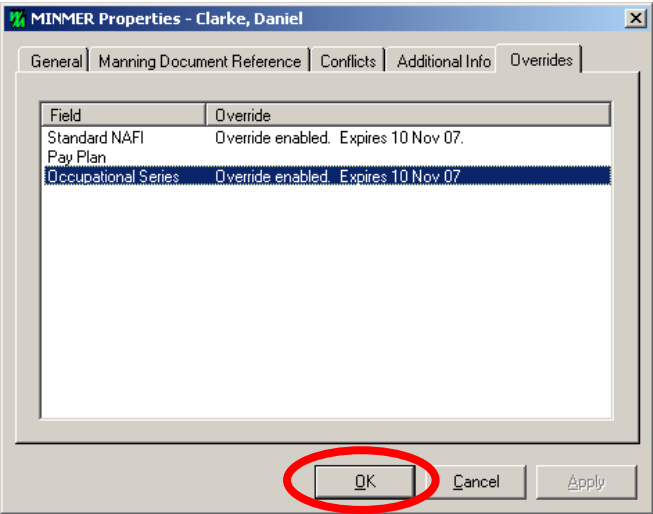 MINMER Properties - Clarke, Daniel
General Manning Document Reference Conflicts Additional Info Overrides
Field Override
Standard NAFI Override enabled. Expires 10 Nov 07.
Pay Plan
Occupational Series Override enabled. Expires 10 Nov 07
OK Cancel Apply